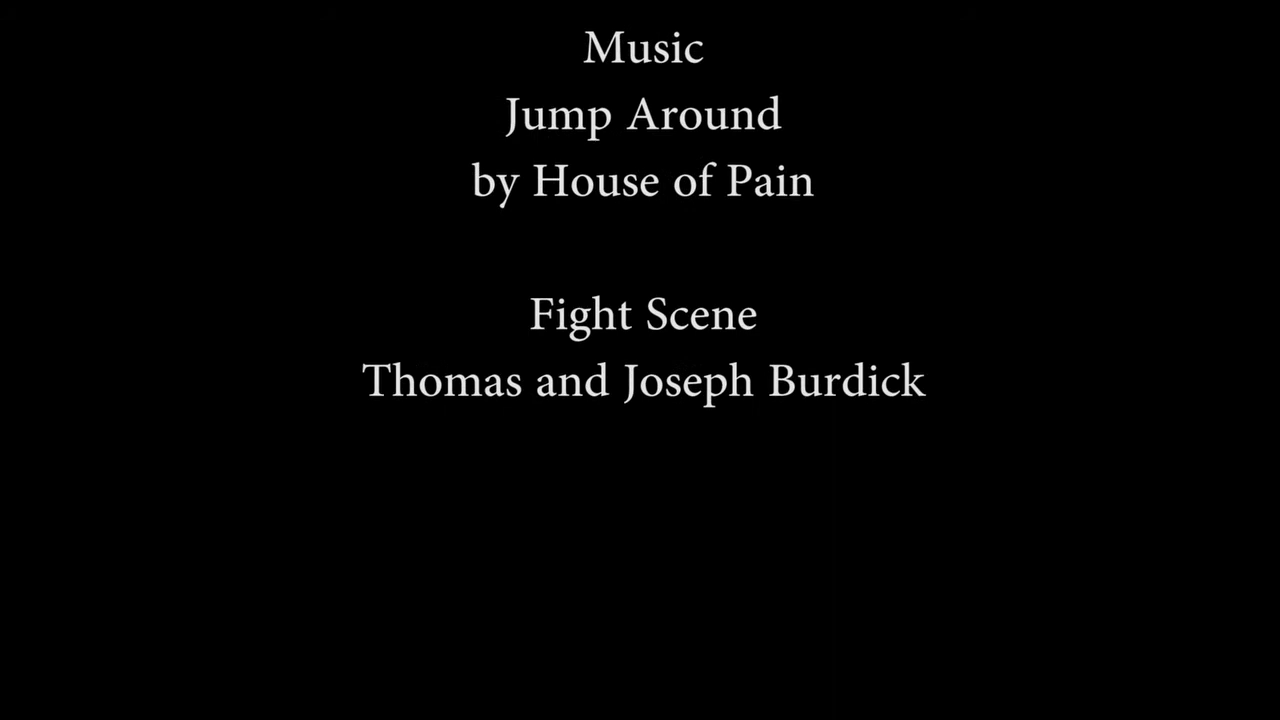 Music
Jump Around
by House of Pain
Fight Scene
Thomas and Joseph Burdick